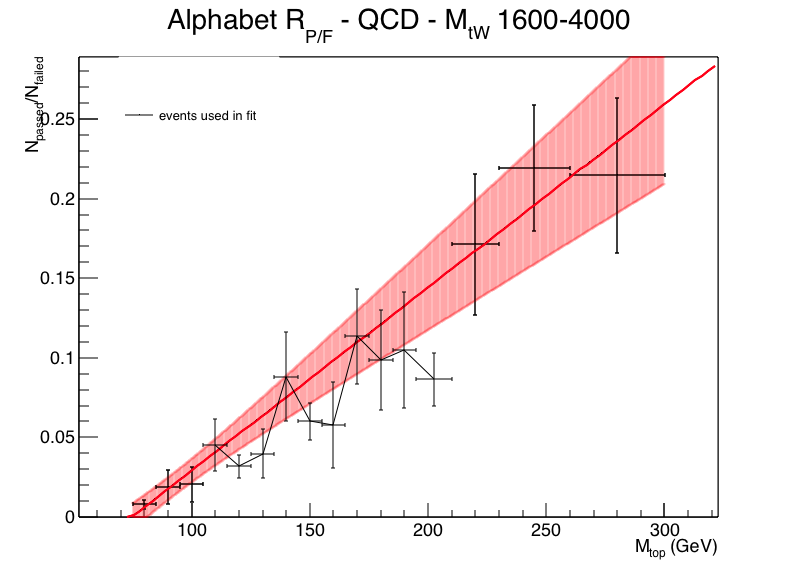 Alphabet R_P/F - QCD - M_tW 1600-4000
N_passed/N_failed
events used in fit
0.25
0.2
0.15
0.1
0.05
0
100 150 200 250 300
M_top (GeV)